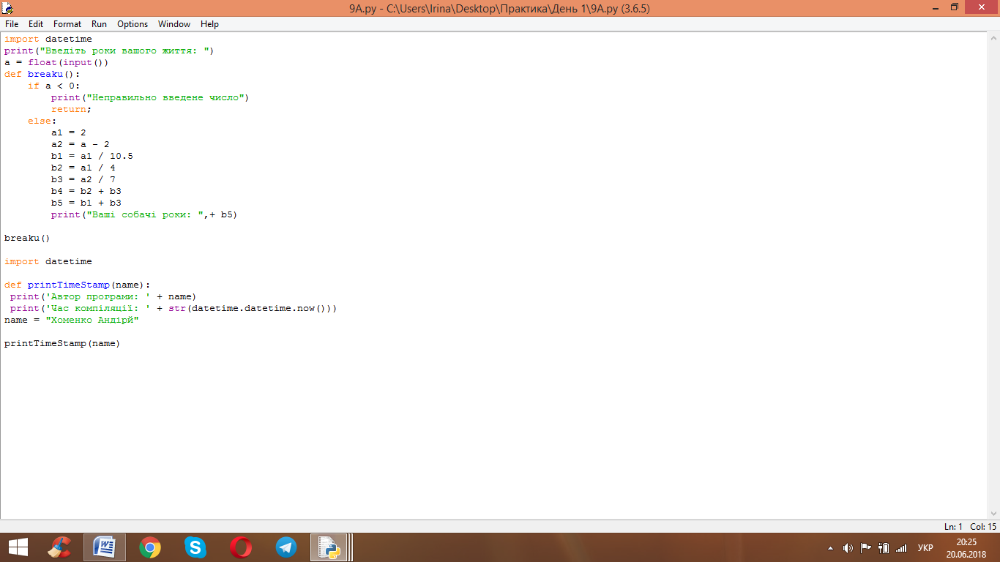 9A.py - C:\Users\Irina\Desktop\Практика\День 1\9A.py (3.6.5)
File Edit Format Run Options Window Help
import datetime
print("Введіть роки вашого життя: ")
a = float(input())
def breaku():
    if a < 0:
        print("Неправильно введене число")
        return;
    else:
        a1 = 2
        a2 = a - 2
        b1 = a1 / 10.5
        b2 = a1 / 4
        b3 = a2 / 7
        b4 = b2 + b3
        b5 = b1 + b3
        print("Ваші собачі роки: ",+ b5)
breaku()
import datetime
def printTimeStamp(name):
 print('Автор програми: ' + name)
 print('Час компіляції: ' + str(datetime.datetime.now()))
name = "Хоменко Андірй"
printTimeStamp(name)
Ln: 1 Col: 15
УКР
20:25
20.06.2018